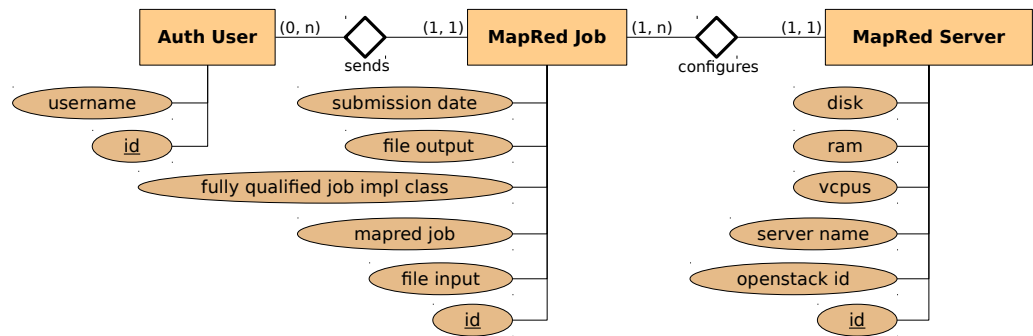 Auth User (0, n) sends (1, 1) MapRed Job (1, n) configures (1, 1) MapRed Server
username
id
submission date
file output
fully qualified job impl class
mapred job
file input
id
disk
ram
vcpus
server name
openstack id
id